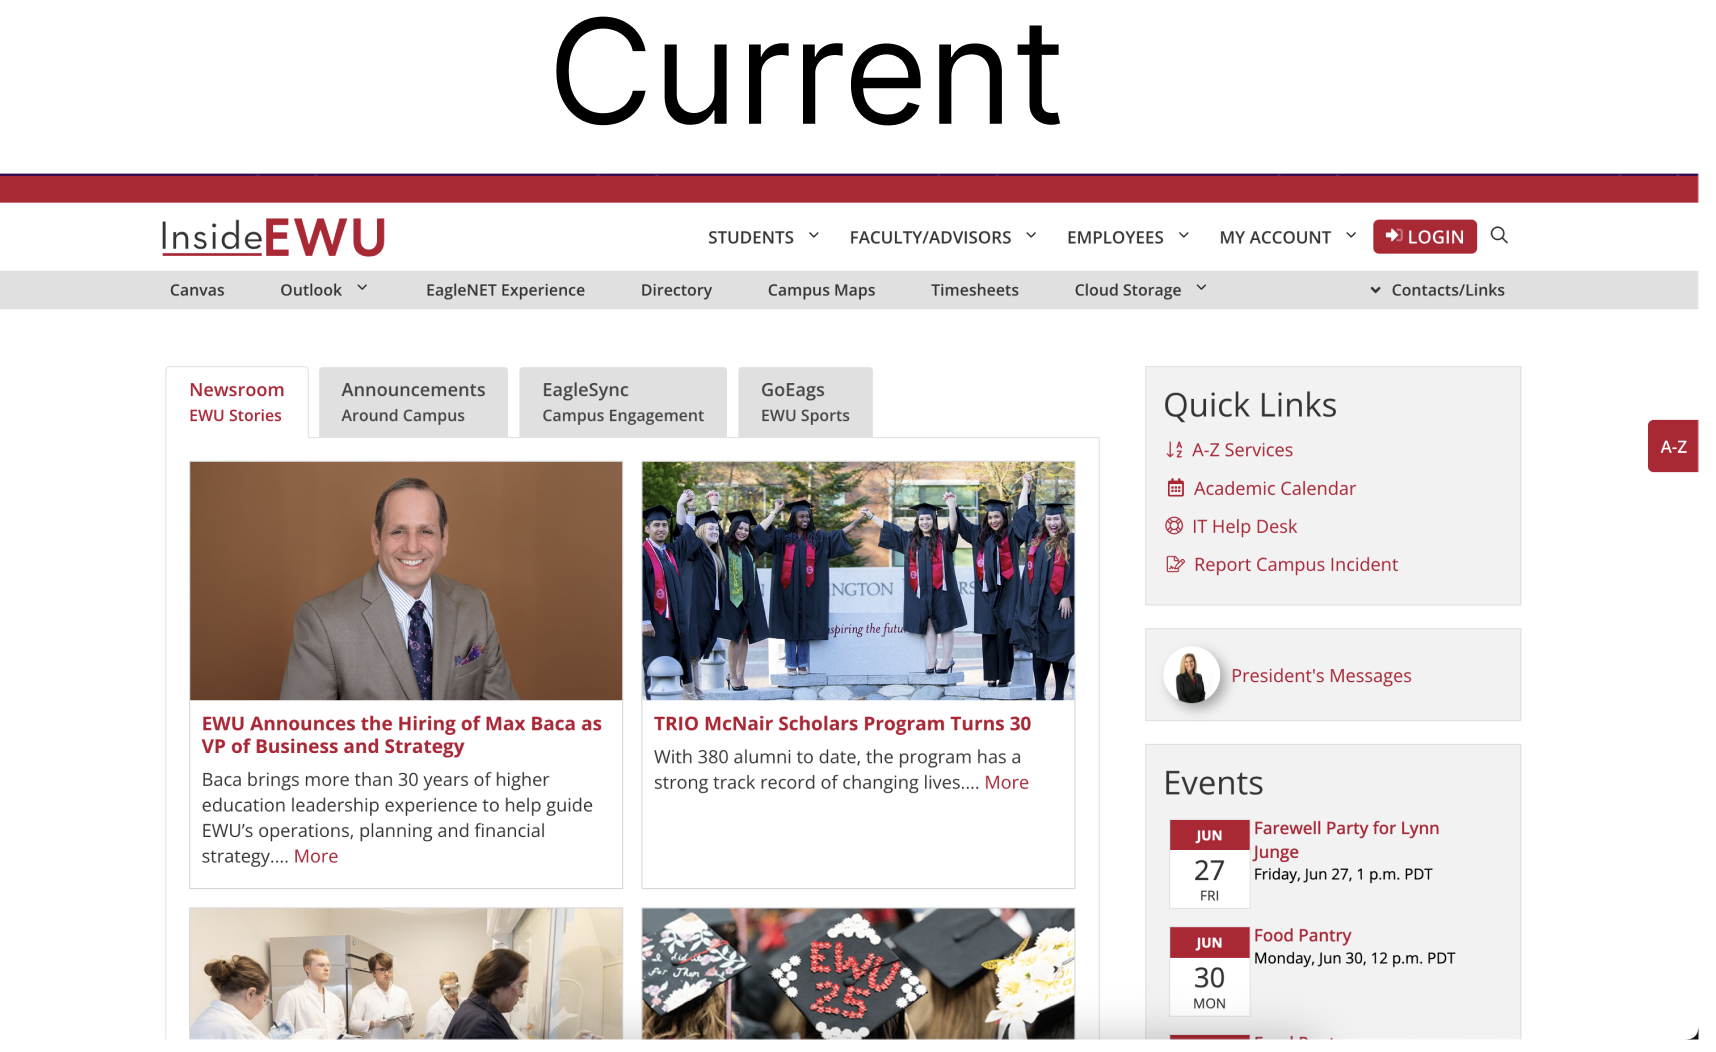 Current
InsideEWU
STUDENTS FACULTY/ADVISORS EMPLOYEES MY ACCOUNT LOGIN
Canvas Outlook EagleNET Experience Directory Campus Maps Timesheets Cloud Storage Contacts/Links
Newsroom
EWU Stories
Announcements
Around Campus
EagleSync
Campus Engagement
GoEags
EWU Sports
NGTON
spiring the futu
EWU Announces the Hiring of Max Baca as
VP of Business and Strategy
Baca brings more than 30 years of higher
education leadership experience to help guide
EWU’s operations, planning and financial
strategy.... More
TRIO McNair Scholars Program Turns 30
With 380 alumni to date, the program has a
strong track record of changing lives.... More
EWU
25
Quick Links
A-Z Services
Academic Calendar
IT Help Desk
Report Campus Incident
A-Z
President's Messages
Events
JUN
27
FRI
Farewell Party for Lynn
Junge
Friday, Jun 27, 1 p.m. PDT
JUN
30
MON
Food Pantry
Monday, Jun 30, 12 p.m. PDT